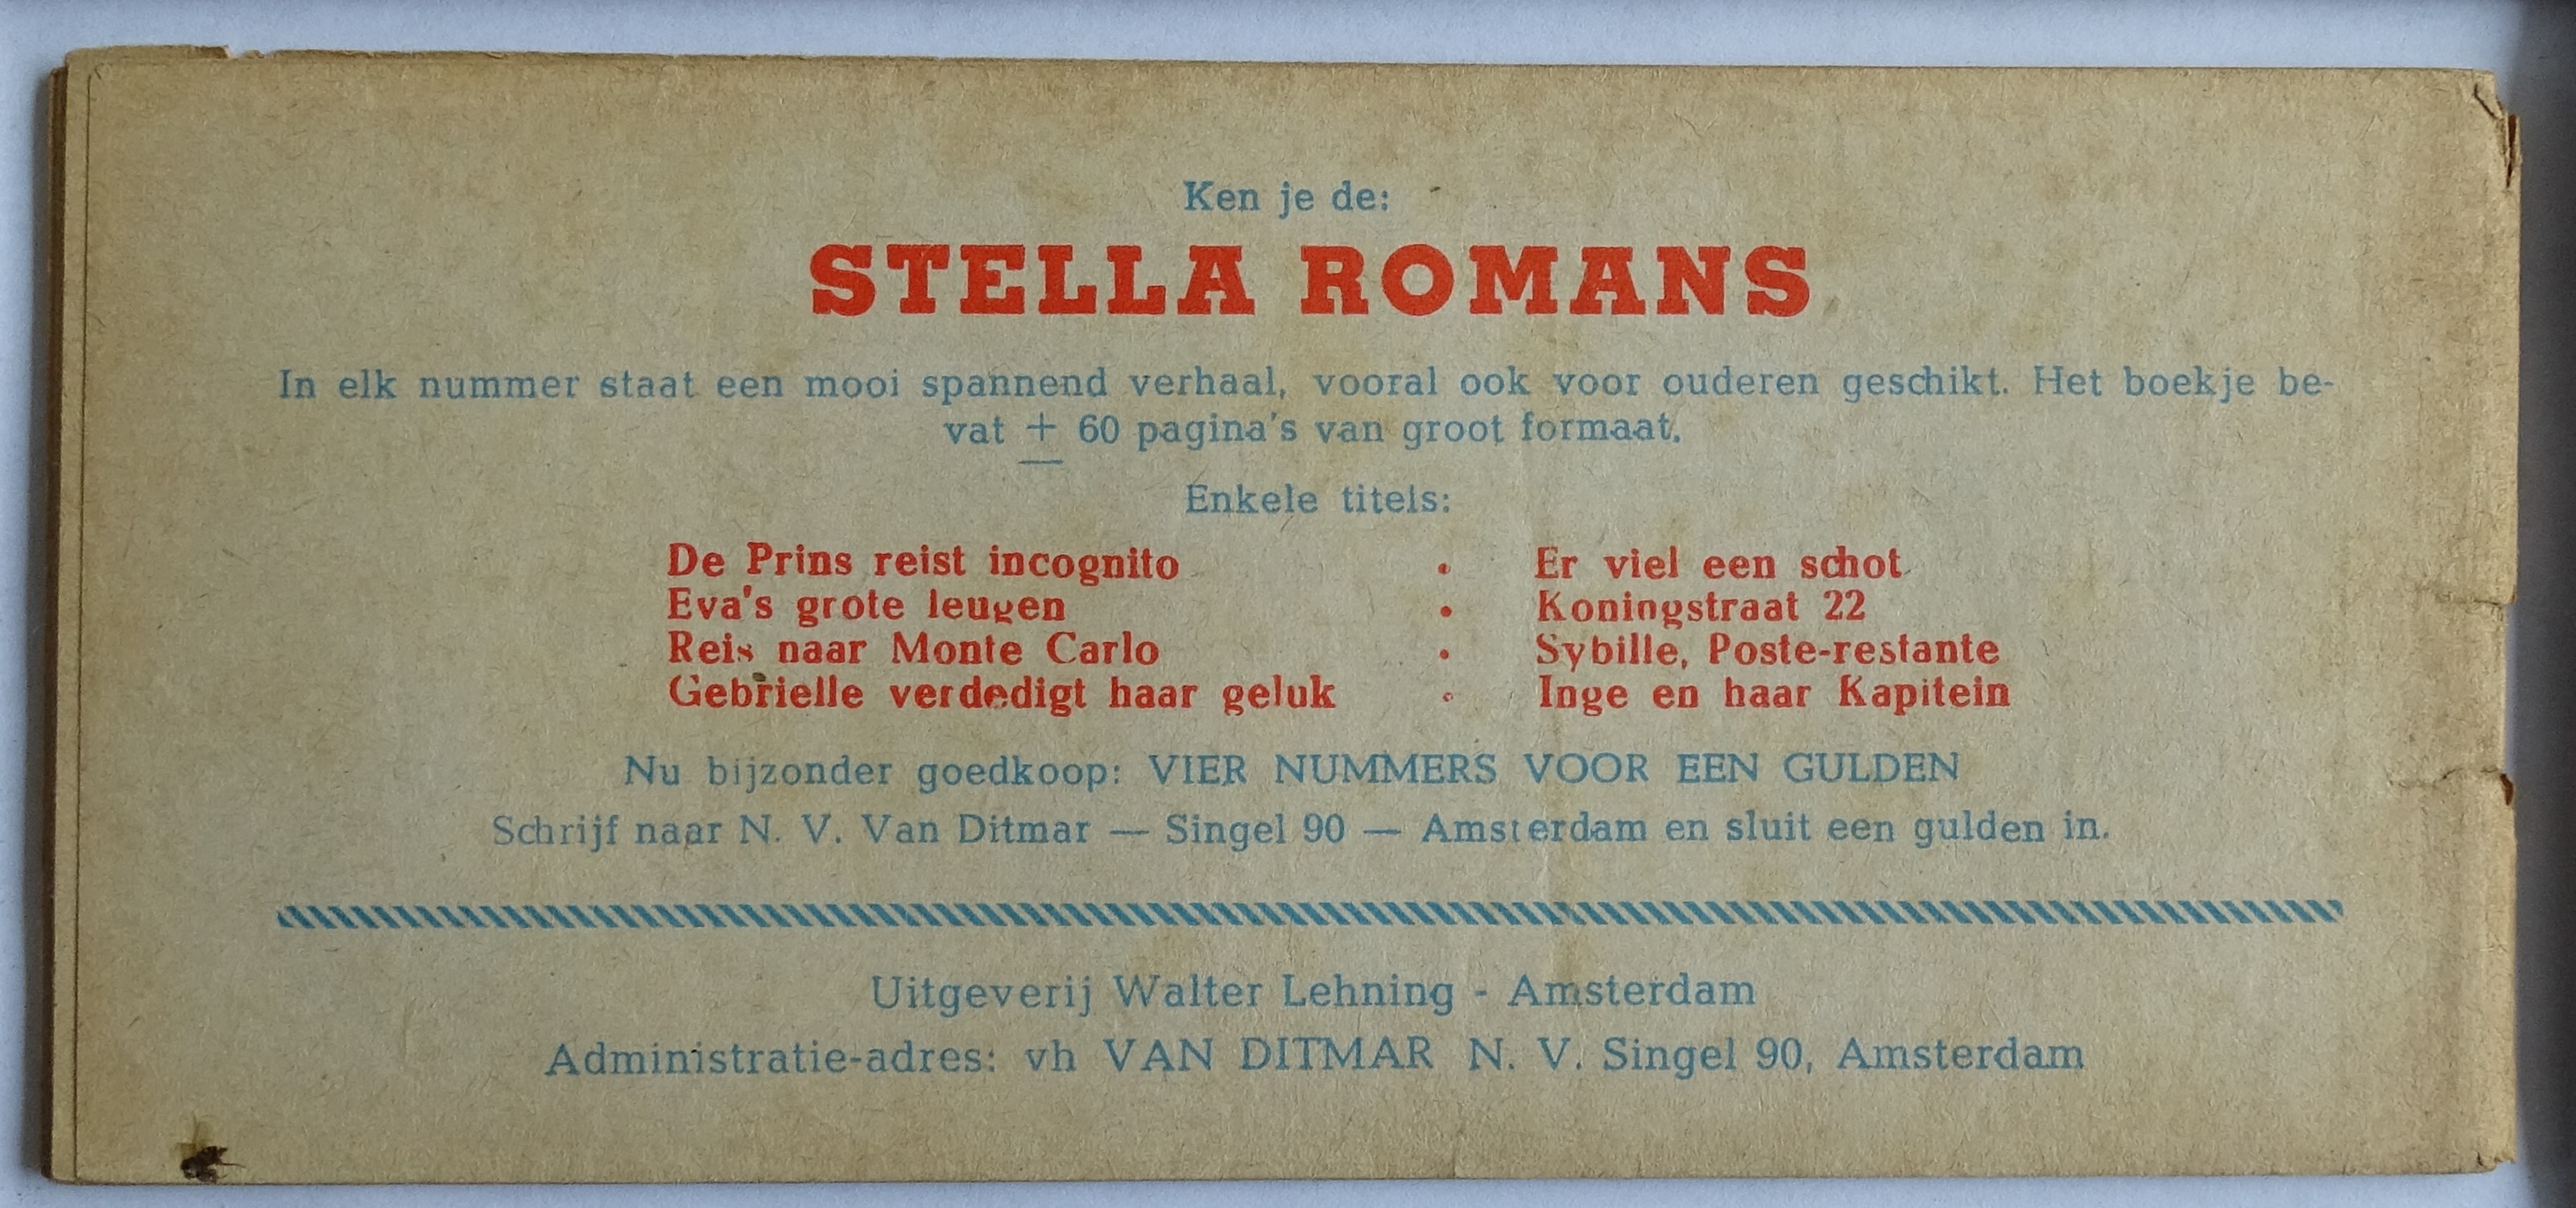 Ken je de:
STELLA ROMANS
In elk nummer staat een mooi spannend verhaal, vooral ook voor ouderen geschikt. Het boekje be-
vat ± 60 pagina's van groot formaat.
Enkele titels:
De Prins reist incognito • Er viel een schot
Eva's grote leugen • Koningstraat 22
Reis naar Monte Carlo • Sybille, Poste-restante
Gebrielle verdedigt haar geluk • Inge en haar Kapitein
Nu bijzonder goedkoop: VIER NUMMERS VOOR EEN GULDEN
Schrijf naar N. V. Van Ditmar — Singel 90 — Amsterdam en sluit een gulden in.
Uitgeverij Walter Lehning - Amsterdam
Administratie-adres: vh VAN DITMAR N. V. Singel 90, Amsterdam